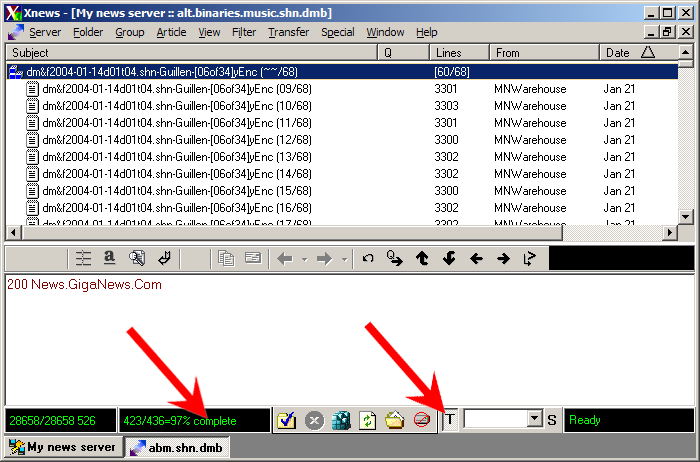 Xnews - [My news server :: alt.binaries.music.shn.dmb]
Server Folder Group Article View Filter Transfer Special Window Help
Subject Q Lines From Date
dm&f2004-01-14d01t04.shn-Guillen-[06of34]yEnc (~~/68) [60/68]
dm&f2004-01-14d01t04.shn-Guillen-[06of34]yEnc (09/68) 3301 MNWarehouse Jan 21
dm&f2004-01-14d01t04.shn-Guillen-[06of34]yEnc (10/68) 3303 MNWarehouse Jan 21
dm&f2004-01-14d01t04.shn-Guillen-[06of34]yEnc (11/68) 3301 MNWarehouse Jan 21
dm&f2004-01-14d01t04.shn-Guillen-[06of34]yEnc (12/68) 3300 MNWarehouse Jan 21
dm&f2004-01-14d01t04.shn-Guillen-[06of34]yEnc (13/68) 3302 MNWarehouse Jan 21
dm&f2004-01-14d01t04.shn-Guillen-[06of34]yEnc (14/68) 3302 MNWarehouse Jan 21
dm&f2004-01-14d01t04.shn-Guillen-[06of34]yEnc (15/68) 3300 MNWarehouse Jan 21
dm&f2004-01-14d01t04.shn-Guillen-[06of34]yEnc (16/68) 3302 MNWarehouse Jan 21
dm&f2004-01-14d01t04.shn-Guillen-[06of34]yEnc (17/68) 3302 MNWarehouse Jan 21
a
200 News.GigaNews.Com
28658/28658 526 423/436=97% complete T S Ready
My news server abm.shn.dmb